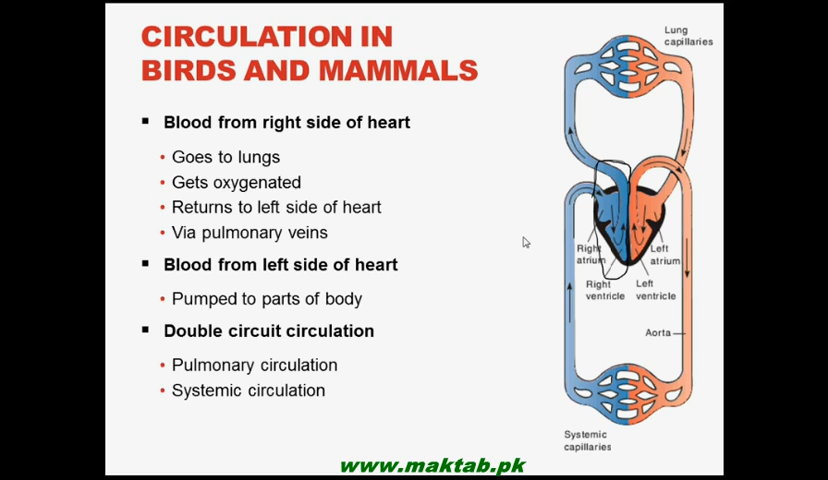 CIRCULATION IN
BIRDS AND MAMMALS
Blood from right side of heart
Goes to lungs
Gets oxygenated
Returns to left side of heart
Via pulmonary veins
Blood from left side of heart
Pumped to parts of body
Double circuit circulation
Pulmonary circulation
Systemic circulation
Lung
capillaries
Right
atrium
Left
atrium
Right
ventricle
Left
ventricle
Aorta
Systemic
capillaries
www.maktab.pk